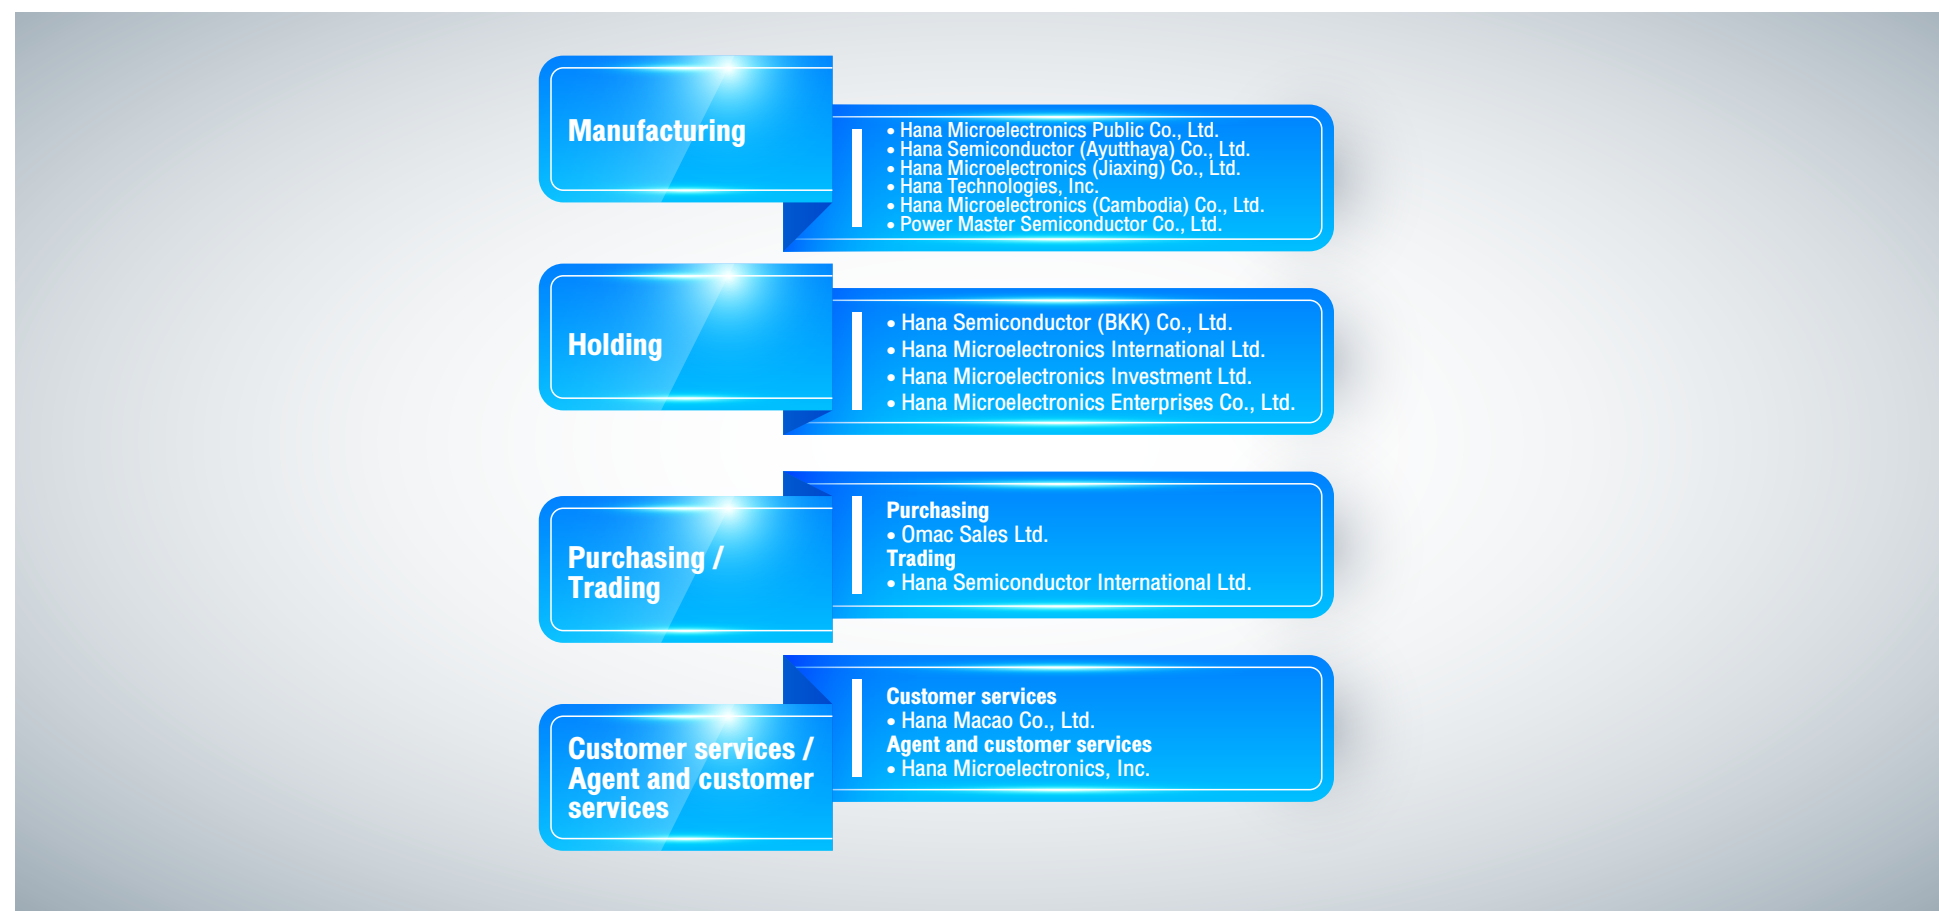 Manufacturing
• Hana Microelectronics Public Co., Ltd.
• Hana Semiconductor (Ayutthaya) Co., Ltd.
• Hana Microelectronics (Jiaxing) Co., Ltd.
• Hana Technologies, Inc.
• Hana Microelectronics (Cambodia) Co., Ltd.
• Power Master Semiconductor Co., Ltd.
Holding
• Hana Semiconductor (BKK) Co., Ltd.
• Hana Microelectronics International Ltd.
• Hana Microelectronics Investment Ltd.
• Hana Microelectronics Enterprises Co., Ltd.
Purchasing /
Trading
Purchasing
• Omac Sales Ltd.
Trading
• Hana Semiconductor International Ltd.
Customer services /
Agent and customer
services
Customer services
• Hana Macao Co., Ltd.
Agent and customer services
• Hana Microelectronics, Inc.